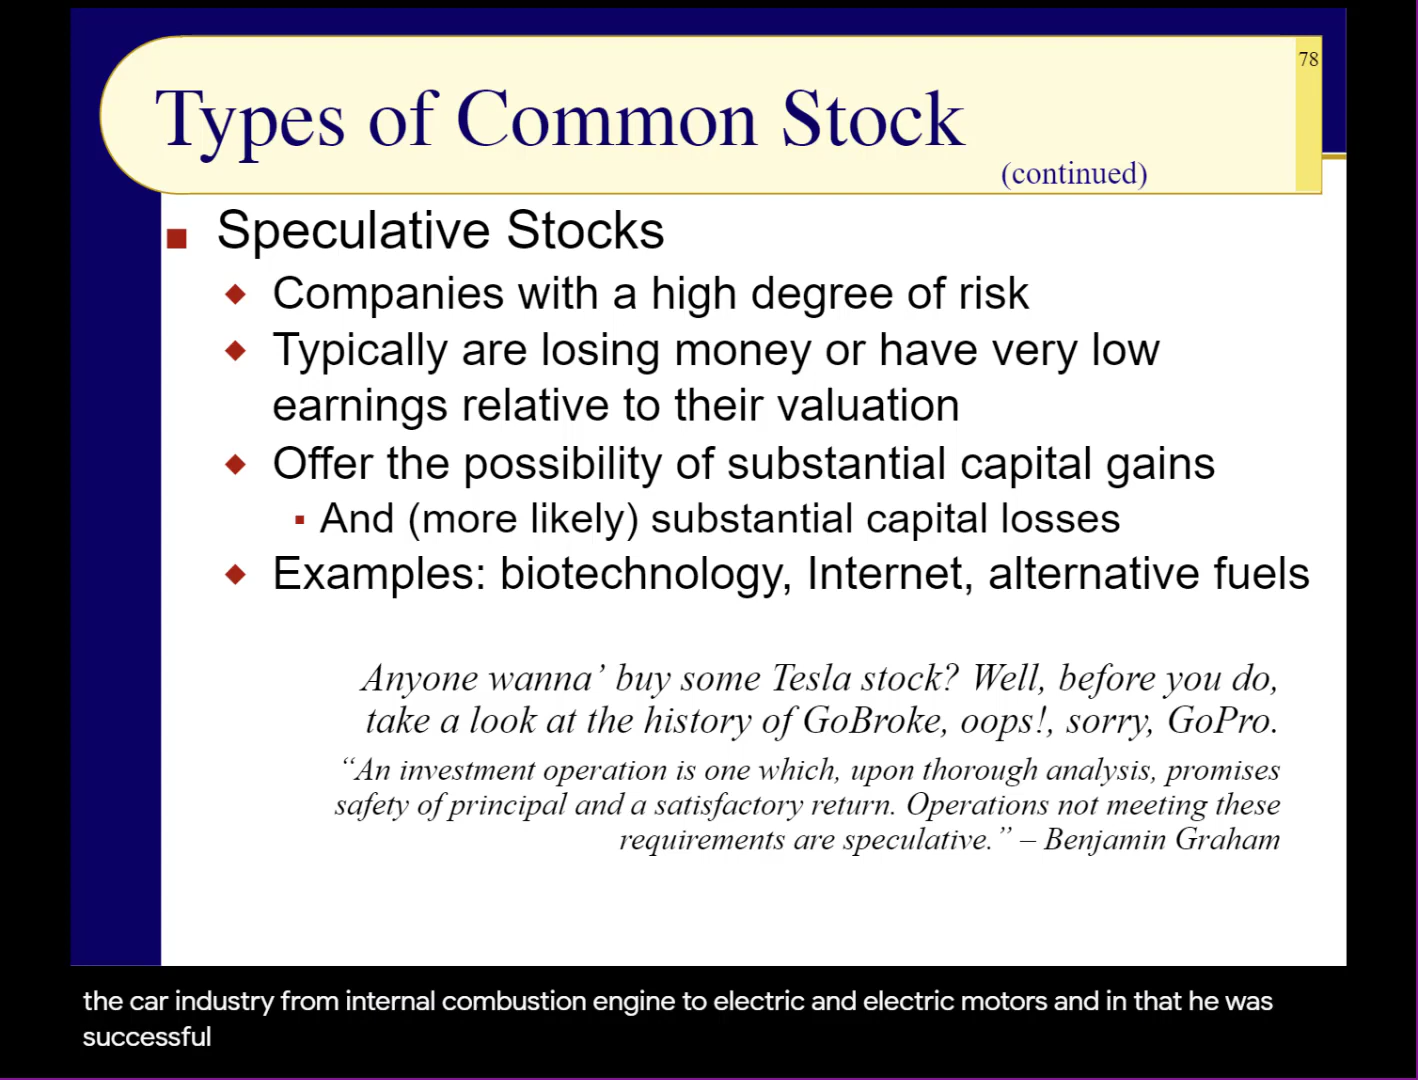 78
Types of Common Stock
(continued)
Speculative Stocks
Companies with a high degree of risk
Typically are losing money or have very low
earnings relative to their valuation
Offer the possibility of substantial capital gains
And (more likely) substantial capital losses
Examples: biotechnology, Internet, alternative fuels
Anyone wanna’ buy some Tesla stock? Well, before you do,
take a look at the history of GoBroke, oops!, sorry, GoPro.
“An investment operation is one which, upon thorough analysis, promises
safety of principal and a satisfactory return. Operations not meeting these
requirements are speculative.” – Benjamin Graham
the car industry from internal combustion engine to electric and electric motors and in that he was
successful